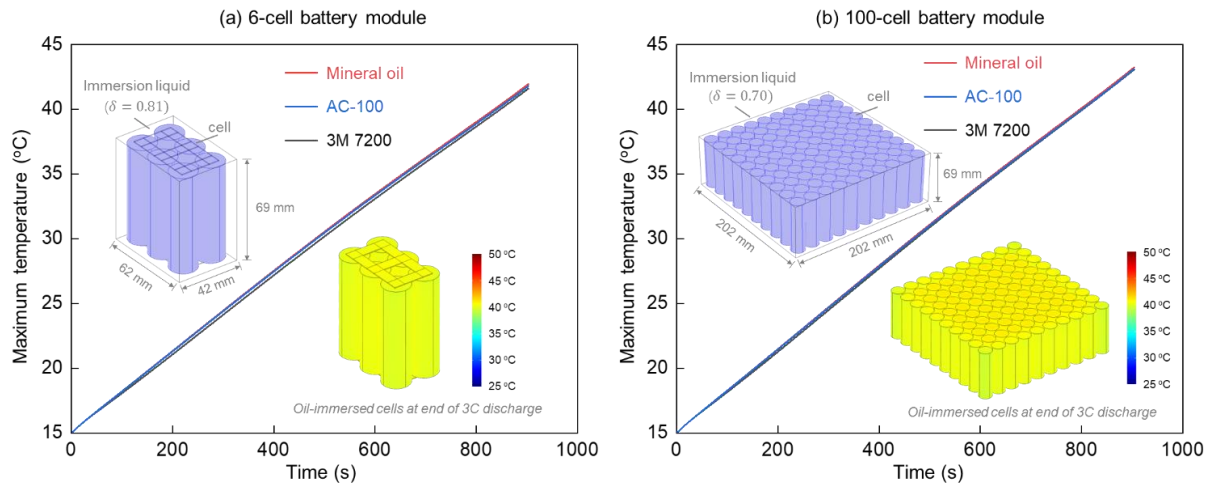 (a) 6-cell battery module
Maximum temperature (°C)
45
40
35
30
25
20
15
0
200
400
600
800
1000
Time (s)
Immersion liquid
(δ = 0.81)
cell
69 mm
62 mm
42 mm
Mineral oil
AC-100
3M 7200
50 °C
45 °C
40 °C
35 °C
30 °C
25 °C
Oil-immersed cells at end of 3C discharge
(b) 100-cell battery module
Maximum temperature (°C)
45
40
35
30
25
20
15
0
200
400
600
800
1000
Time (s)
Immersion liquid
(δ = 0.70)
cell
69 mm
202 mm
202 mm
Mineral oil
AC-100
3M 7200
50 °C
45 °C
40 °C
35 °C
30 °C
25 °C
Oil-immersed cells at end of 3C discharge